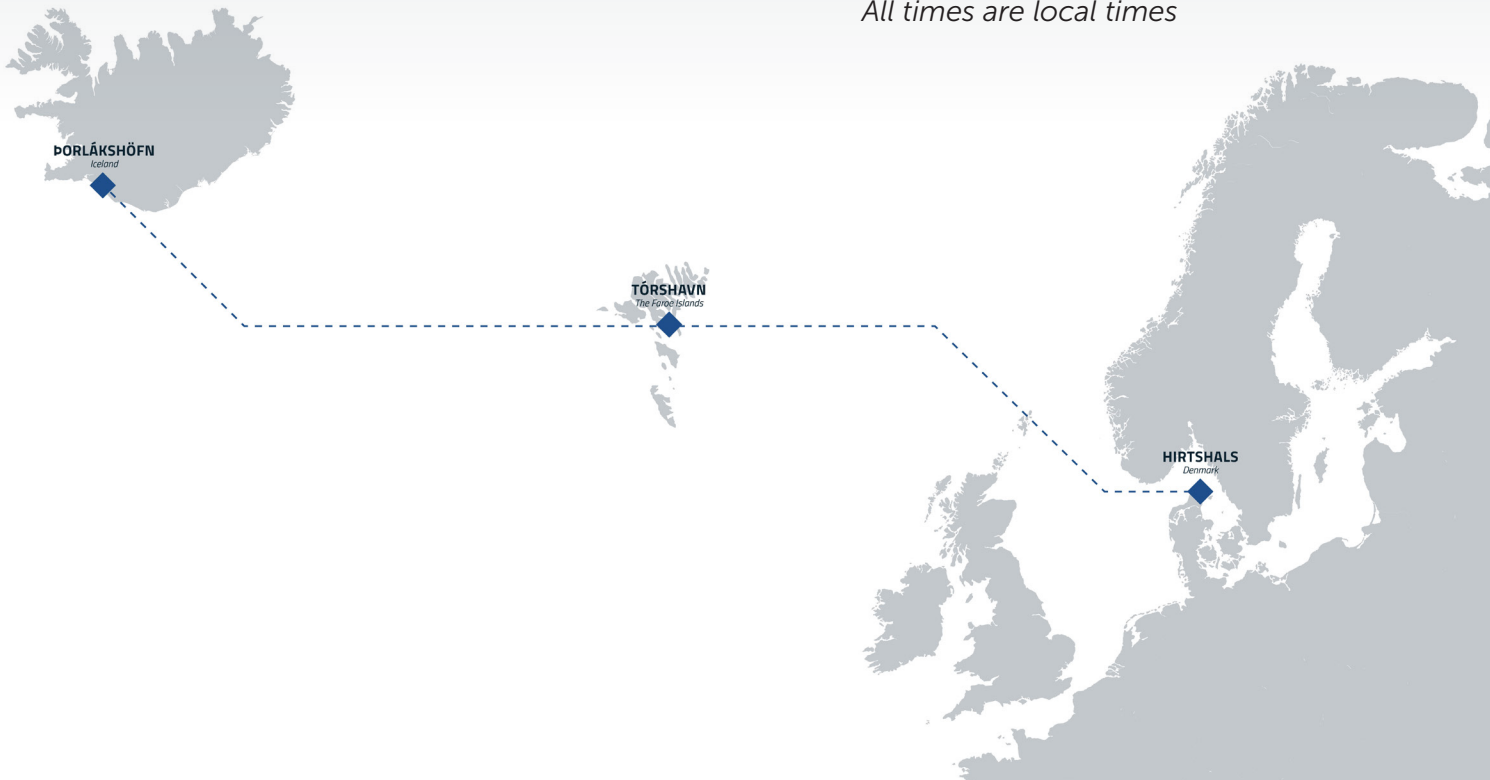 All times are local times
ÞORLÁKSHÖFN
Iceland
TÓRSHAVN
The Faroe Islands
HIRTSHALS
Denmark